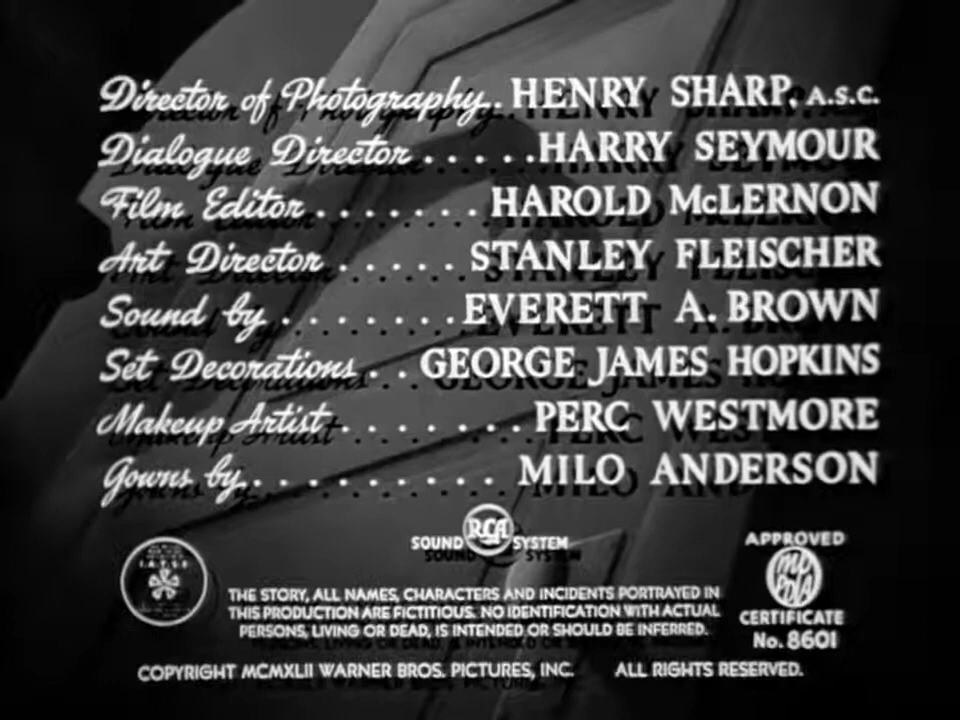 Director of Photography.. HENRY SHARP, A.S.C.
Dialogue Director ...... HARRY SEYMOUR
Film Editor ........ HAROLD McLERNON
Art Director ...... STANLEY FLEISCHER
Sound by ........ EVERETT A. BROWN
Set Decorations .. GEORGE JAMES HOPKINS
Makeup Artist ......... PERC WESTMORE
Gowns by........... MILO ANDERSON
RCA
SOUND SYSTEM
I.A.T.S.E.
THE STORY, ALL NAMES, CHARACTERS AND INCIDENTS PORTRAYED IN
THIS PRODUCTION ARE FICTITIOUS. NO IDENTIFICATION WITH ACTUAL
PERSONS, LIVING OR DEAD, IS INTENDED OR SHOULD BE INFERRED.
APPROVED
MPPDA
CERTIFICATE
No. 8601
COPYRIGHT MCMXLII WARNER BROS. PICTURES, INC. ALL RIGHTS RESERVED.